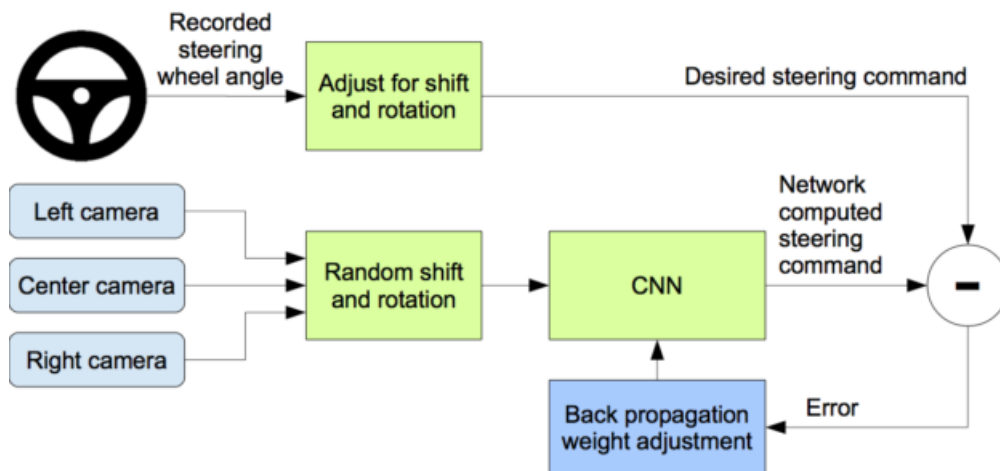 Recorded
steering
wheel angle
Adjust for shift
and rotation
Desired steering command
Left camera
Center camera
Right camera
Random shift
and rotation
CNN
Network
computed
steering
command
-
Back propagation
weight adjustment
Error